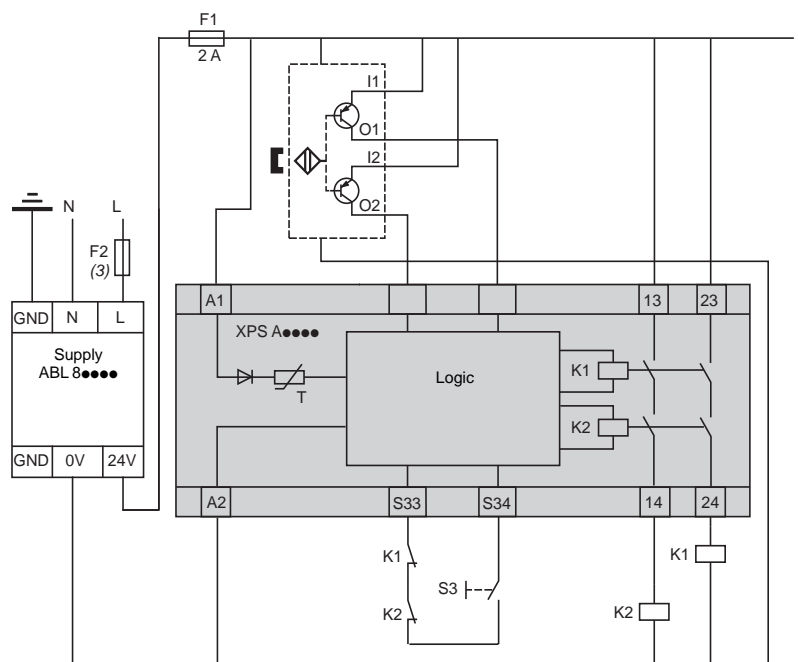 F1
2 A
I1
O1
I2
O2
N L
F2
(3)
GND N L
Supply
ABL 8●●●●
GND 0V 24V
A1 13 23
XPS A●●●●
T
Logic
K1
K2
A2 S33 S34 14 24
K1
K2
S3
K1
K2